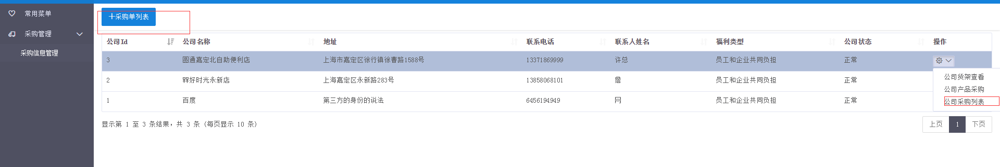 常用菜单
采购管理
采购信息管理
+采购单列表
公司Id 公司名称 地址 联系电话 联系人姓名 福利类型 公司状态 操作
3 圆通嘉定北自助便利店 上海市嘉定区徐行镇徐曹路1588号 13371869999 许总 员工和企业共同负担 正常
2 槑好时光永新店 上海嘉定区永新路283号 13858068101 詹 员工和企业共同负担 正常
1 百度 第三方的身份的说法 6456194949 网 员工和企业共同负担 正常
公司货架查看
公司产品采购
公司采购列表
显示第 1 至 3 条结果，共 3 条 (每页显示 10 条)
上页 1 下页